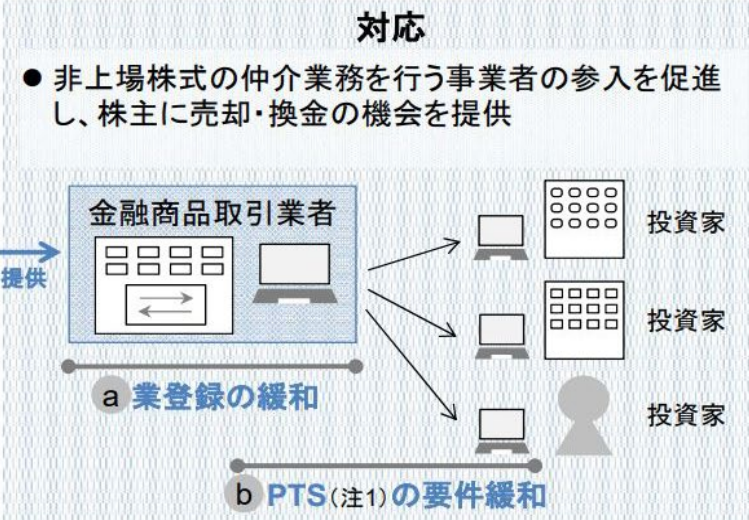 対応
● 非上場株式の仲介業務を行う事業者の参入を促進
し、株主に売却・換金の機会を提供
金融商品取引業者
提供
投資家
投資家
投資家
a 業登録の緩和
b PTS(注1)の要件緩和